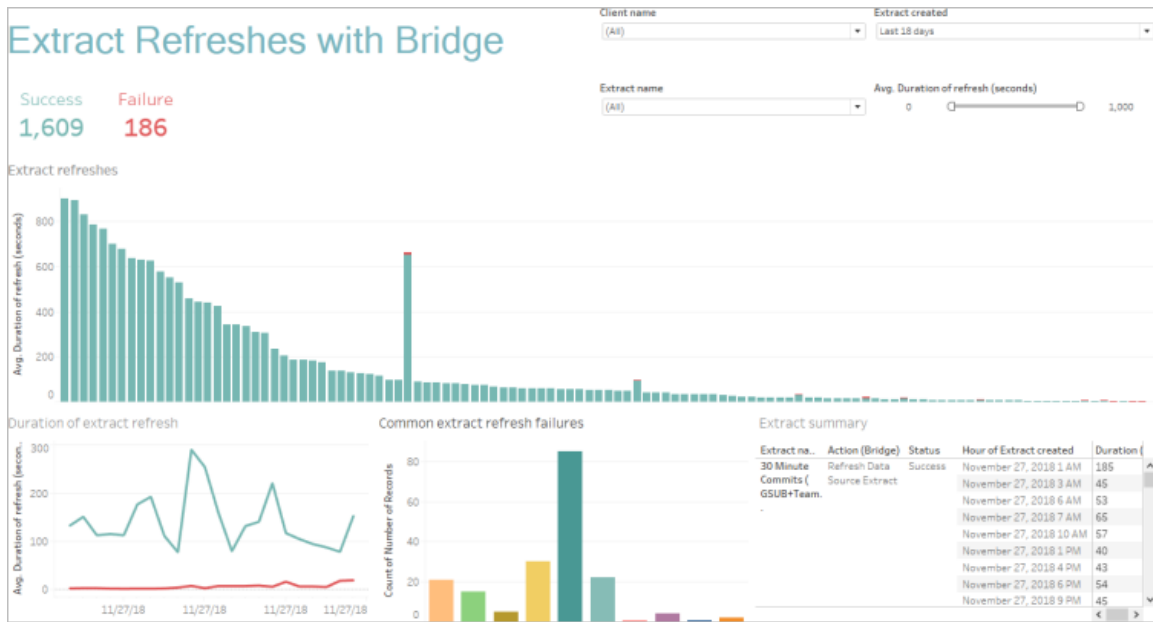 Client name
Extract created
Extract Refreshes with Bridge
(All)
Last 18 days
Extract name
Avg. Duration of refresh (seconds)
Success
Failure
(All)
0
1,000
1,609
186
Extract refreshes
Avg. Duration of refresh (seconds)
800
600
400
200
0
Duration of extract refresh
Avg. Duration of refresh (secon..
300
200
100
0
11/27/18
11/27/18
11/27/18
11/27/18
Common extract refresh failures
Count of Number of Records
80
60
40
20
0
Extract summary
Extract na.. Action (Bridge) Status Hour of Extract created Duration (
30 Minute Refresh Data Success November 27, 2018 1 AM 185
Commits ( Source Extract November 27, 2018 3 AM 45
GSUB+Team. November 27, 2018 6 AM 53
. November 27, 2018 7 AM 65
November 27, 2018 10 AM 57
November 27, 2018 1 PM 40
November 27, 2018 4 PM 43
November 27, 2018 6 PM 54
November 27, 2018 9 PM 45